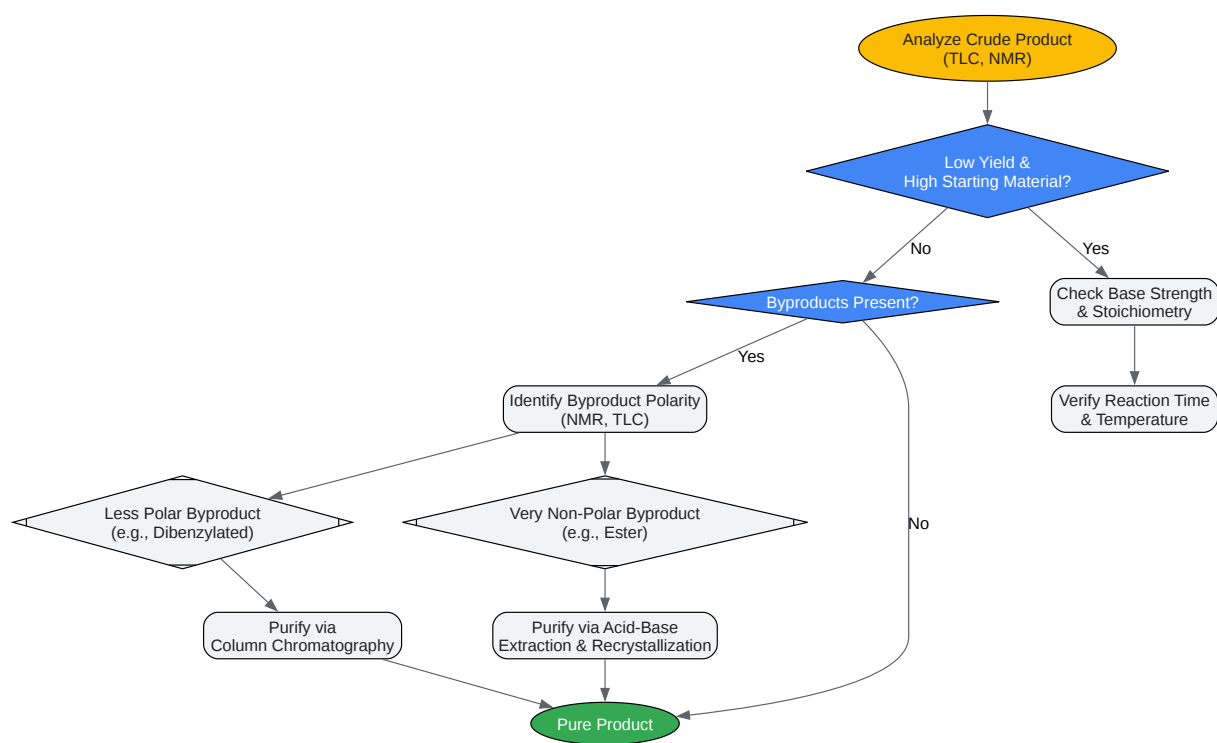 Analyze Crude Product
(TLC, NMR)
Low Yield &
High Starting Material?
No
Yes
Byproducts Present?
Check Base Strength
& Stoichiometry
Yes
Identify Byproduct Polarity
(NMR, TLC)
Verify Reaction Time
& Temperature
Less Polar Byproduct
(e.g., Dibenzylated)
Very Non-Polar Byproduct
(e.g., Ester)
No
Purify via
Column Chromatography
Purify via Acid-Base
Extraction & Recrystallization
Pure Product